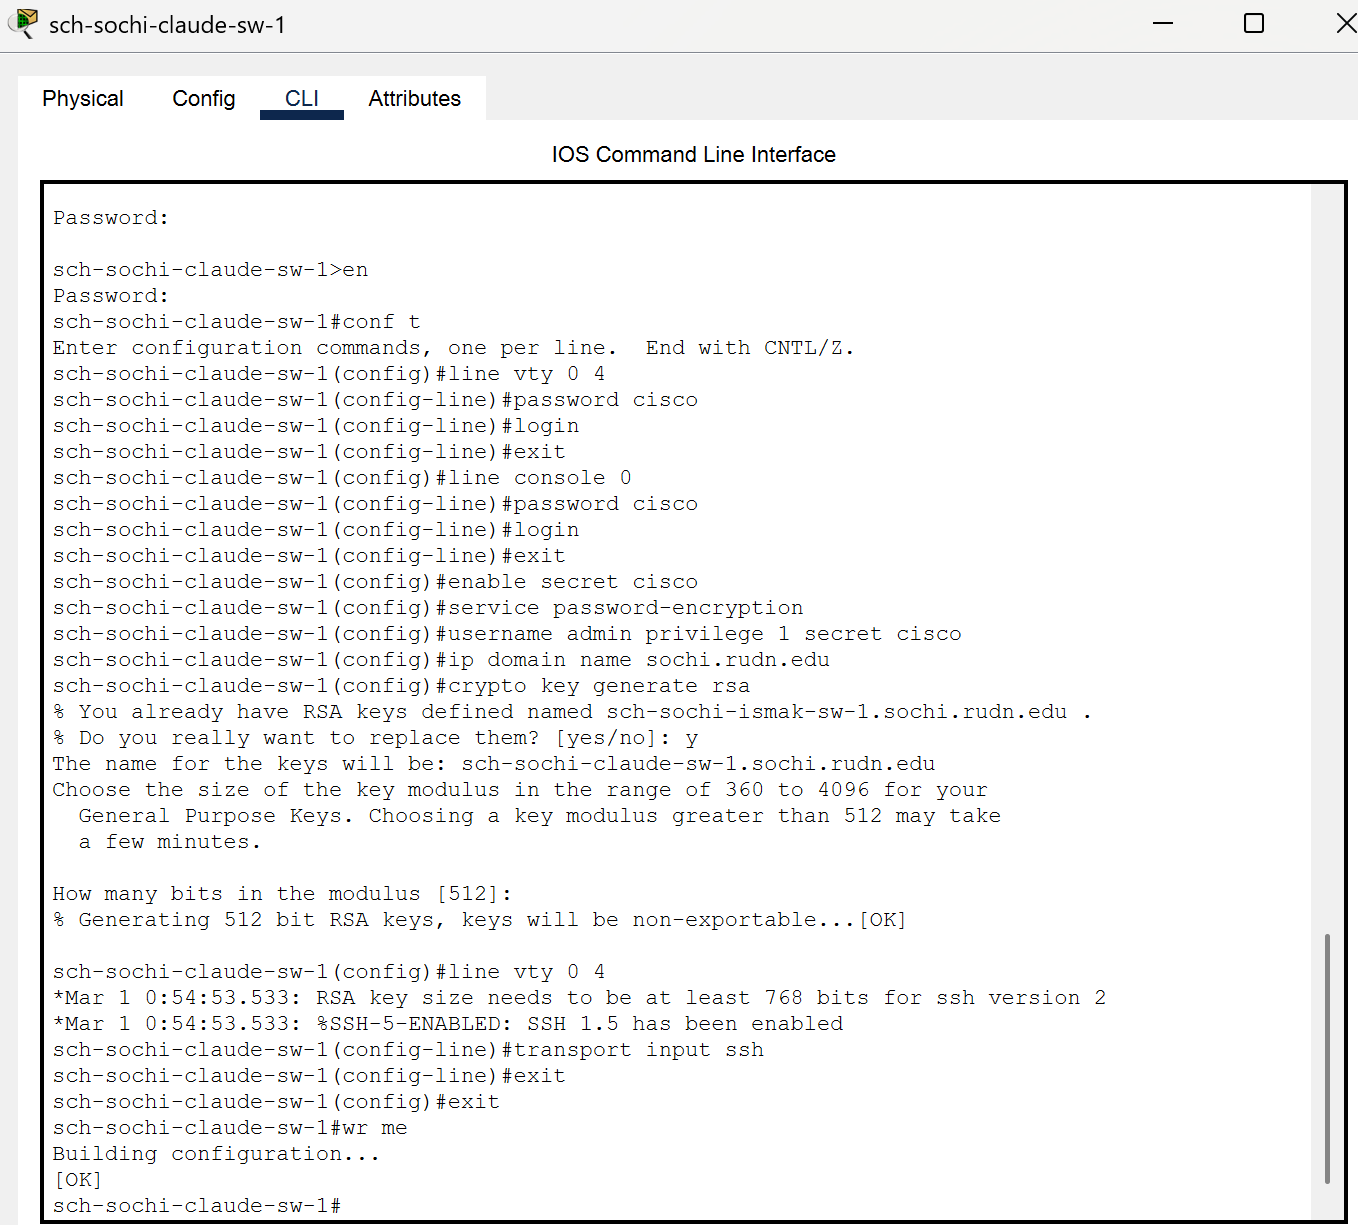 sch-sochi-claude-sw-1
Physical Config CLI Attributes
IOS Command Line Interface
Password:
sch-sochi-claude-sw-1>en
Password:
sch-sochi-claude-sw-1#conf t
Enter configuration commands, one per line.  End with CNTL/Z.
sch-sochi-claude-sw-1(config)#line vty 0 4
sch-sochi-claude-sw-1(config-line)#password cisco
sch-sochi-claude-sw-1(config-line)#login
sch-sochi-claude-sw-1(config-line)#exit
sch-sochi-claude-sw-1(config)#line console 0
sch-sochi-claude-sw-1(config-line)#password cisco
sch-sochi-claude-sw-1(config-line)#login
sch-sochi-claude-sw-1(config-line)#exit
sch-sochi-claude-sw-1(config)#enable secret cisco
sch-sochi-claude-sw-1(config)#service password-encryption
sch-sochi-claude-sw-1(config)#username admin privilege 1 secret cisco
sch-sochi-claude-sw-1(config)#ip domain name sochi.rudn.edu
sch-sochi-claude-sw-1(config)#crypto key generate rsa
% You already have RSA keys defined named sch-sochi-ismak-sw-1.sochi.rudn.edu .
% Do you really want to replace them? [yes/no]: y
The name for the keys will be: sch-sochi-claude-sw-1.sochi.rudn.edu
Choose the size of the key modulus in the range of 360 to 4096 for your
  General Purpose Keys. Choosing a key modulus greater than 512 may take
  a few minutes.
How many bits in the modulus [512]:
% Generating 512 bit RSA keys, keys will be non-exportable...[OK]
sch-sochi-claude-sw-1(config)#line vty 0 4
*Mar 1 0:54:53.533: RSA key size needs to be at least 768 bits for ssh version 2
*Mar 1 0:54:53.533: %SSH-5-ENABLED: SSH 1.5 has been enabled
sch-sochi-claude-sw-1(config-line)#transport input ssh
sch-sochi-claude-sw-1(config-line)#exit
sch-sochi-claude-sw-1(config)#exit
sch-sochi-claude-sw-1#wr me
Building configuration...
[OK]
sch-sochi-claude-sw-1#